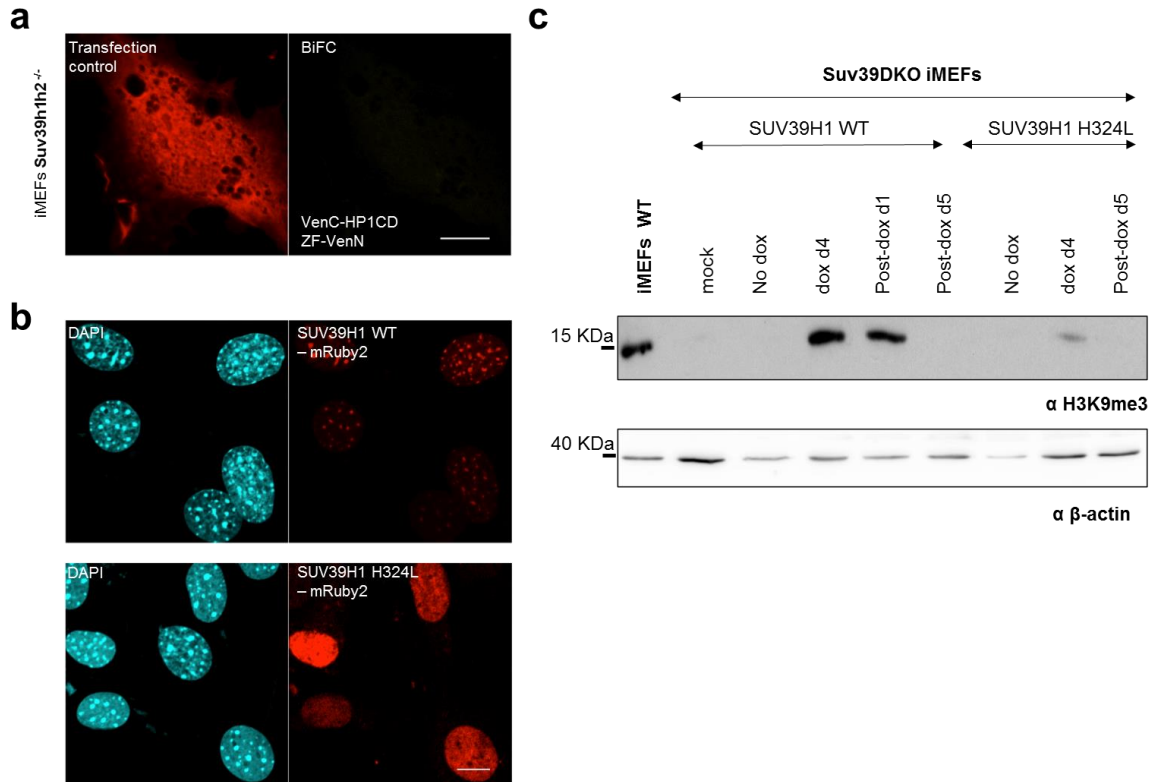 a
iMEFs Suv39h1h2 -/-
Transfection
control
BiFC
VenC-HP1CD
ZF-VenN
b
DAPI
SUV39H1 WT
– mRuby2
DAPI
SUV39H1 H324L
– mRuby2
c
Suv39DKO iMEFs
SUV39H1 WT
SUV39H1 H324L
iMEFs WT
mock
No dox
dox d4
Post-dox d1
Post-dox d5
No dox
dox d4
Post-dox d5
15 KDa
α H3K9me3
40 KDa
α β-actin